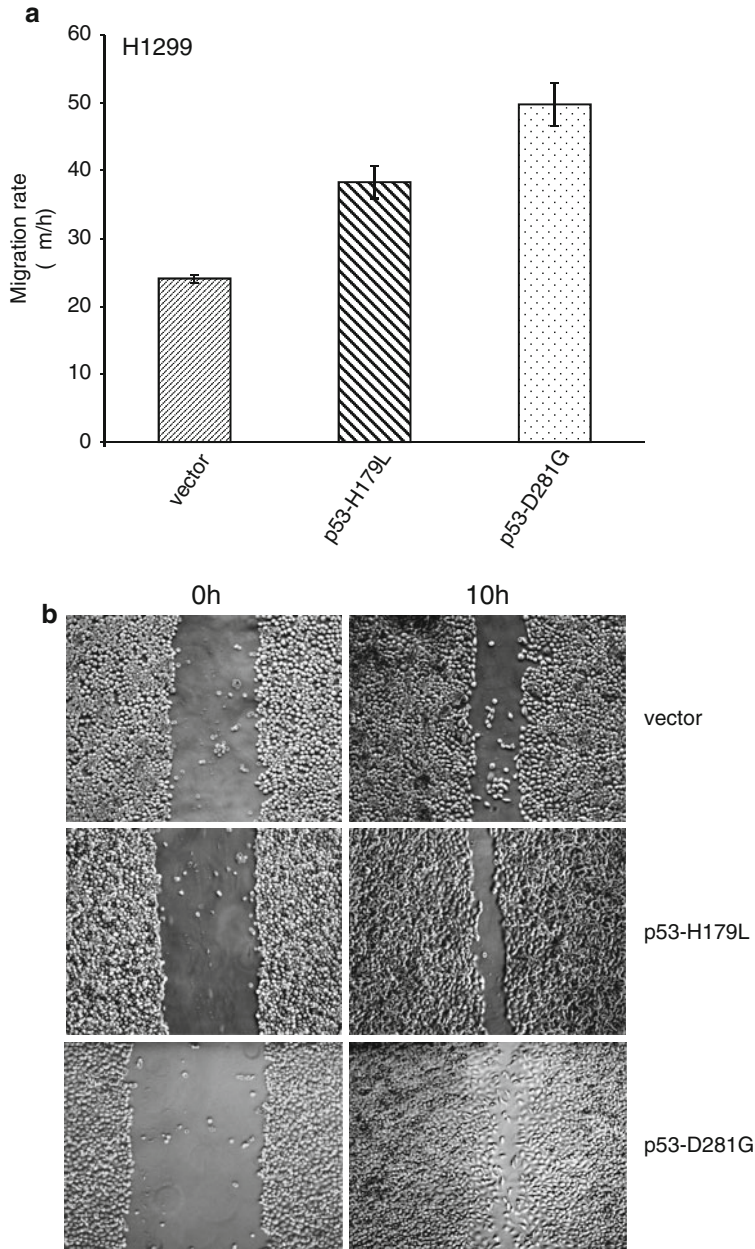 a
H1299
60
50
40
30
20
10
0
Migration rate
( m/h)
vector
p53-H179L
p53-D281G
b
0h
10h
vector
p53-H179L
p53-D281G